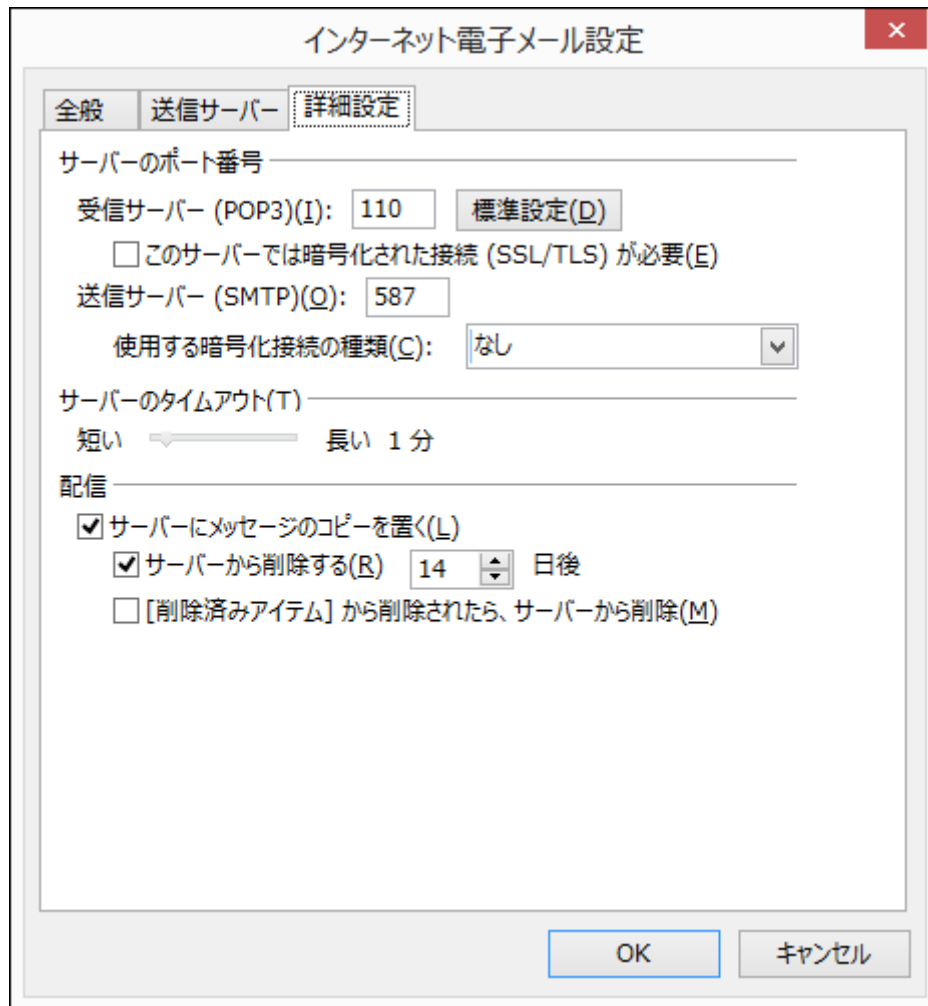 インターネット電子メール設定
全般 送信サーバー 詳細設定
サーバーのポート番号
受信サーバー (POP3)(I): 110 標準設定(D)
このサーバーでは暗号化された接続 (SSL/TLS) が必要(E)
送信サーバー (SMTP)(O): 587
使用する暗号化接続の種類(C): なし
サーバーのタイムアウト(T)
短い 長い 1 分
配信
サーバーにメッセージのコピーを置く(L)
サーバーから削除する(R) 14 日後
[削除済みアイテム] から削除されたら、サーバーから削除(M)
OK キャンセル